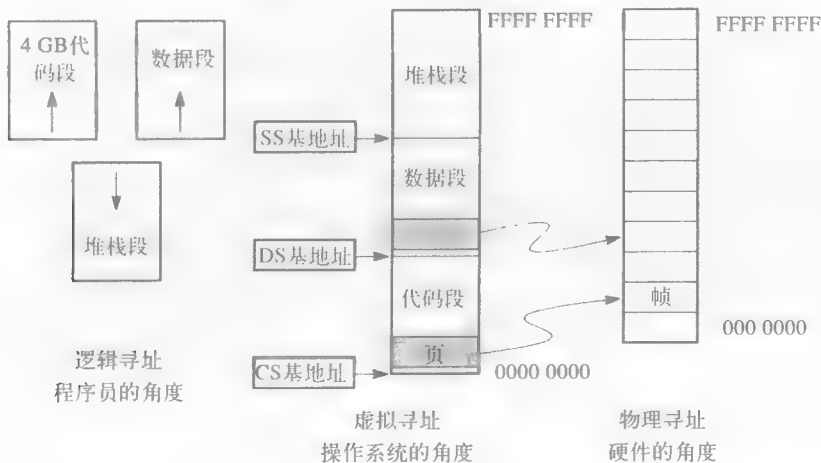 4 GB代
码段
数据段
堆栈段
逻辑寻址
程序员的角度
FFFF FFFF
堆栈段
SS基地址
数据段
DS基地址
代码段
页
CS基地址
0000 0000
虚拟寻址
操作系统的角度
FFFF FFFF
帧
000 0000
物理寻址
硬件的角度